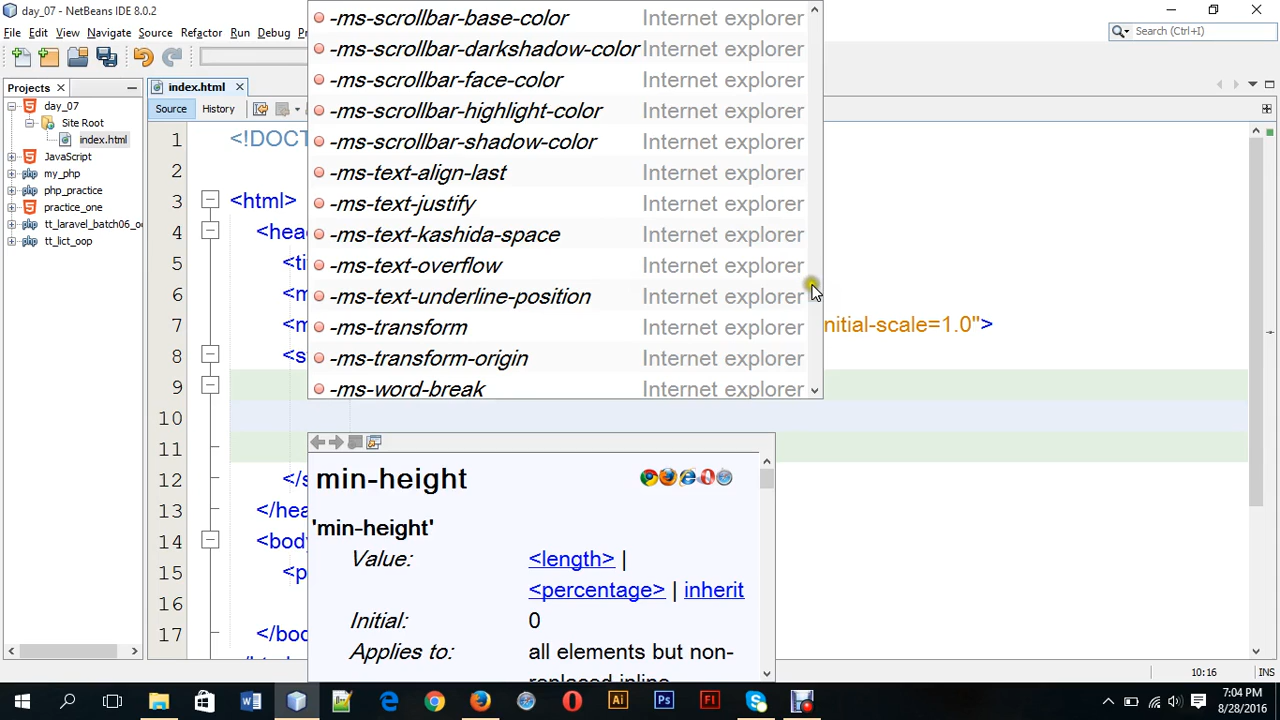 day_07 - NetBeans IDE 8.0.2
File Edit View Navigate Source Refactor Run Debug
Search (Ctrl+I)
Projects
index.html
Source History
day_07
Site Root
index.html
JavaScript
my_php
php_practice
practice_one
tt_laravel_batch06_
tt_lict_oop
1 <!DOCT
2
3 <html>
4 <hea
5 <ti
6 <m
7 <m nitial-scale=1.0">
8 <s
9
10
11
12 </s
13 </hea
14 <body
15 <p
16
17 </bod
-ms-scrollbar-base-color Internet explorer
-ms-scrollbar-darkshadow-color Internet explorer
-ms-scrollbar-face-color Internet explorer
-ms-scrollbar-highlight-color Internet explorer
-ms-scrollbar-shadow-color Internet explorer
-ms-text-align-last Internet explorer
-ms-text-justify Internet explorer
-ms-text-kashida-space Internet explorer
-ms-text-overflow Internet explorer
-ms-text-underline-position Internet explorer
-ms-transform Internet explorer
-ms-transform-origin Internet explorer
-ms-word-break Internet explorer
min-height
'min-height'
Value: <length> |
<percentage> | inherit
Initial: 0
Applies to: all elements but non-
replaced inline
10:16 INS
7:04 PM
8/28/2016